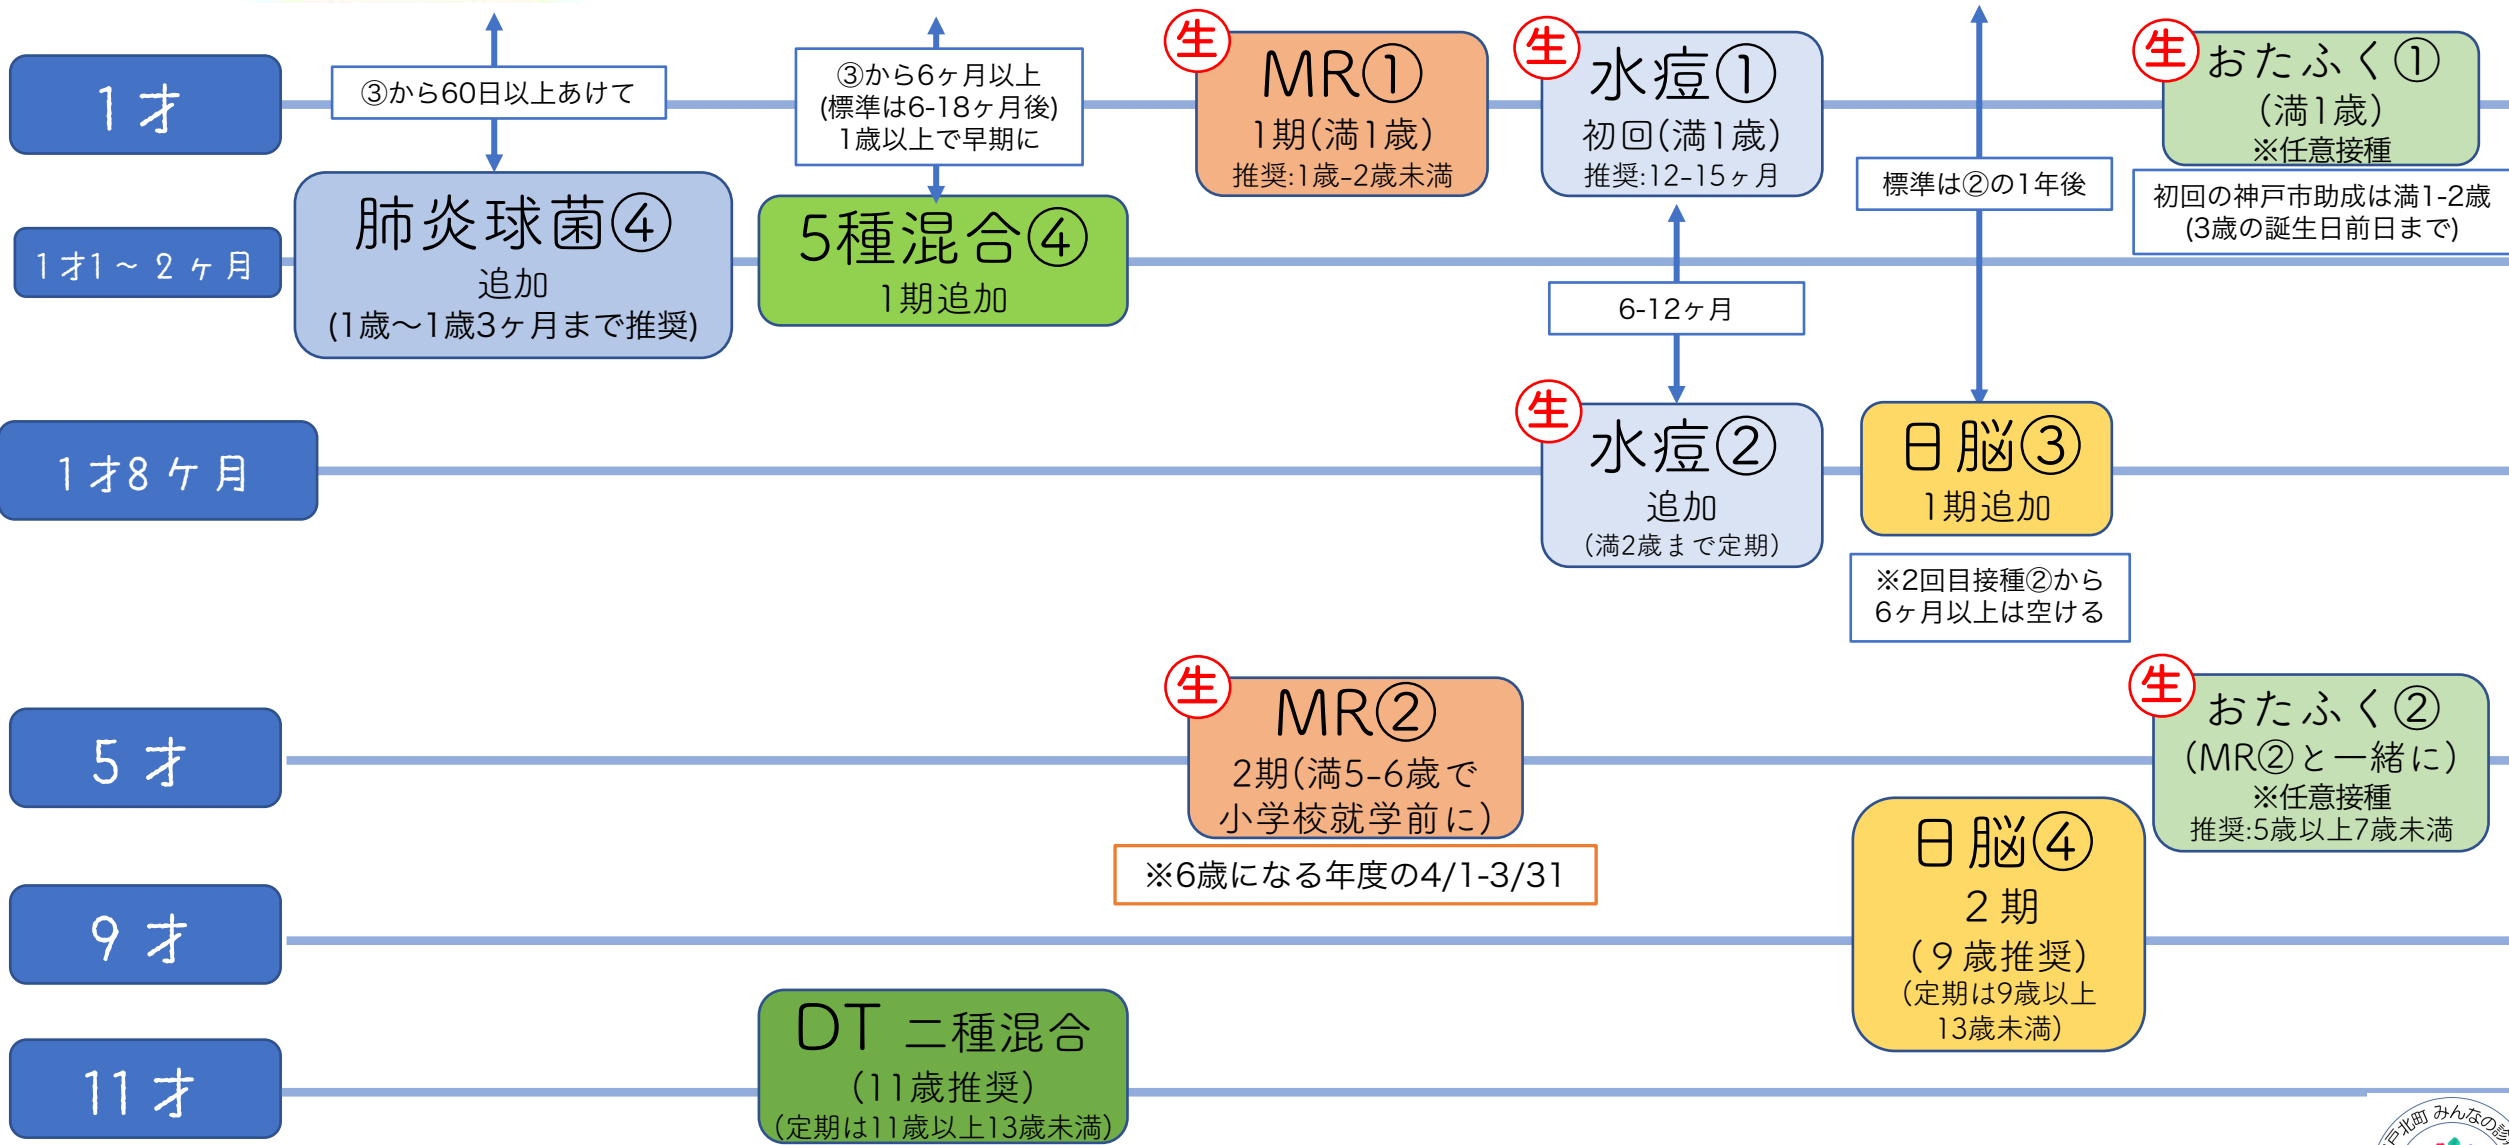 1才
③から60日以上あけて
③から6ヶ月以上
(標準は6-18ヶ月後)
1歳以上で早期に
生
MR①
1期(満1歳)
推奨:1歳-2歳未満
生
水痘①
初回(満1歳)
推奨:12-15ヶ月
標準は②の1年後
生
おたふく①
(満1歳)
※任意接種
初回の神戸市助成は満1-2歳
(3歳の誕生日前日まで)
1才1～2ヶ月
肺炎球菌④
追加
(1歳～1歳3ヶ月まで推奨)
5種混合④
1期追加
6-12ヶ月
1才8ヶ月
生
水痘②
追加
(満2歳まで定期)
日脳③
1期追加
※2回目接種②から
6ヶ月以上は空ける
5才
生
MR②
2期(満5-6歳で
小学校就学前に)
※6歳になる年度の4/1-3/31
生
おたふく②
(MR②と一緒に)
※任意接種
推奨:5歳以上7歳未満
9才
日脳④
2期
(9歳推奨)
(定期は9歳以上
13歳未満)
11才
DT 二種混合
(11歳推奨)
(定期は11歳以上13歳未満)
戸北町 みんなの診